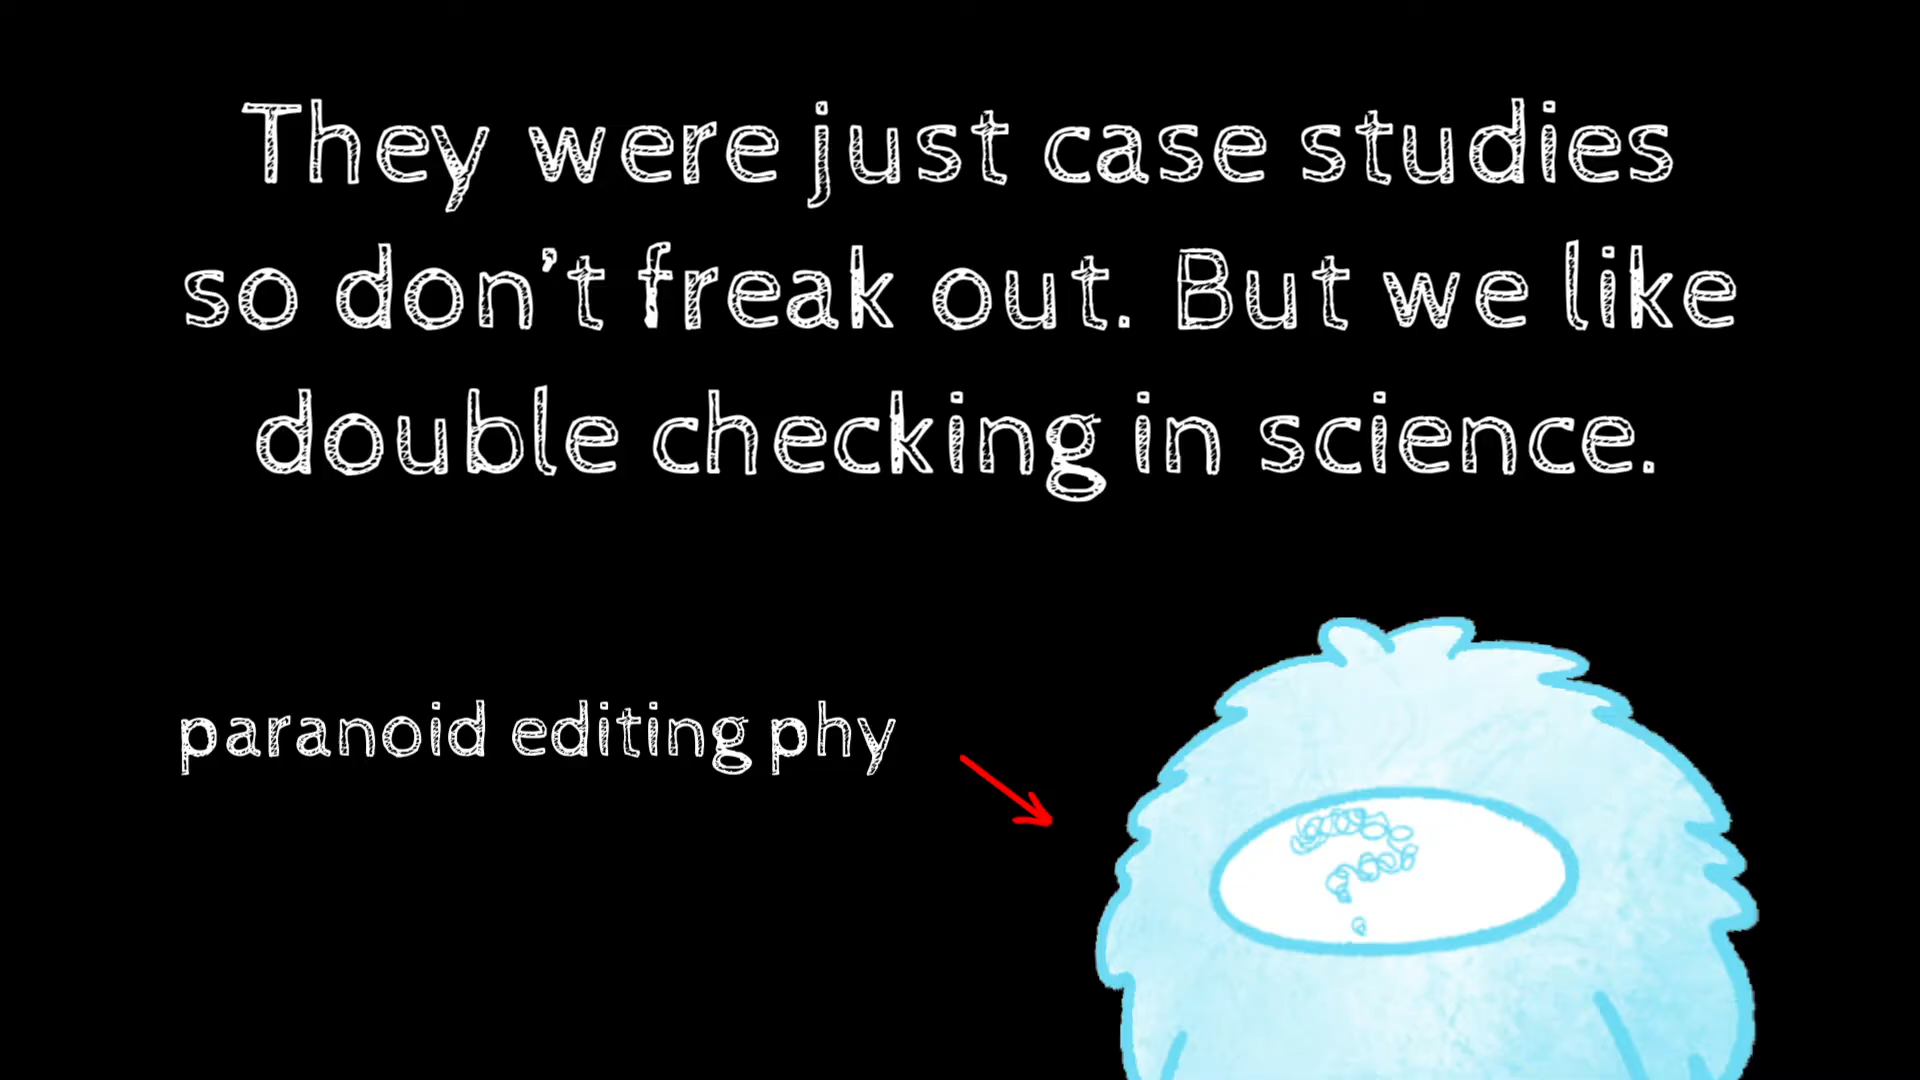 They were just case studies
so don't freak out. But we like
double checking in science.
paranoid editing phy